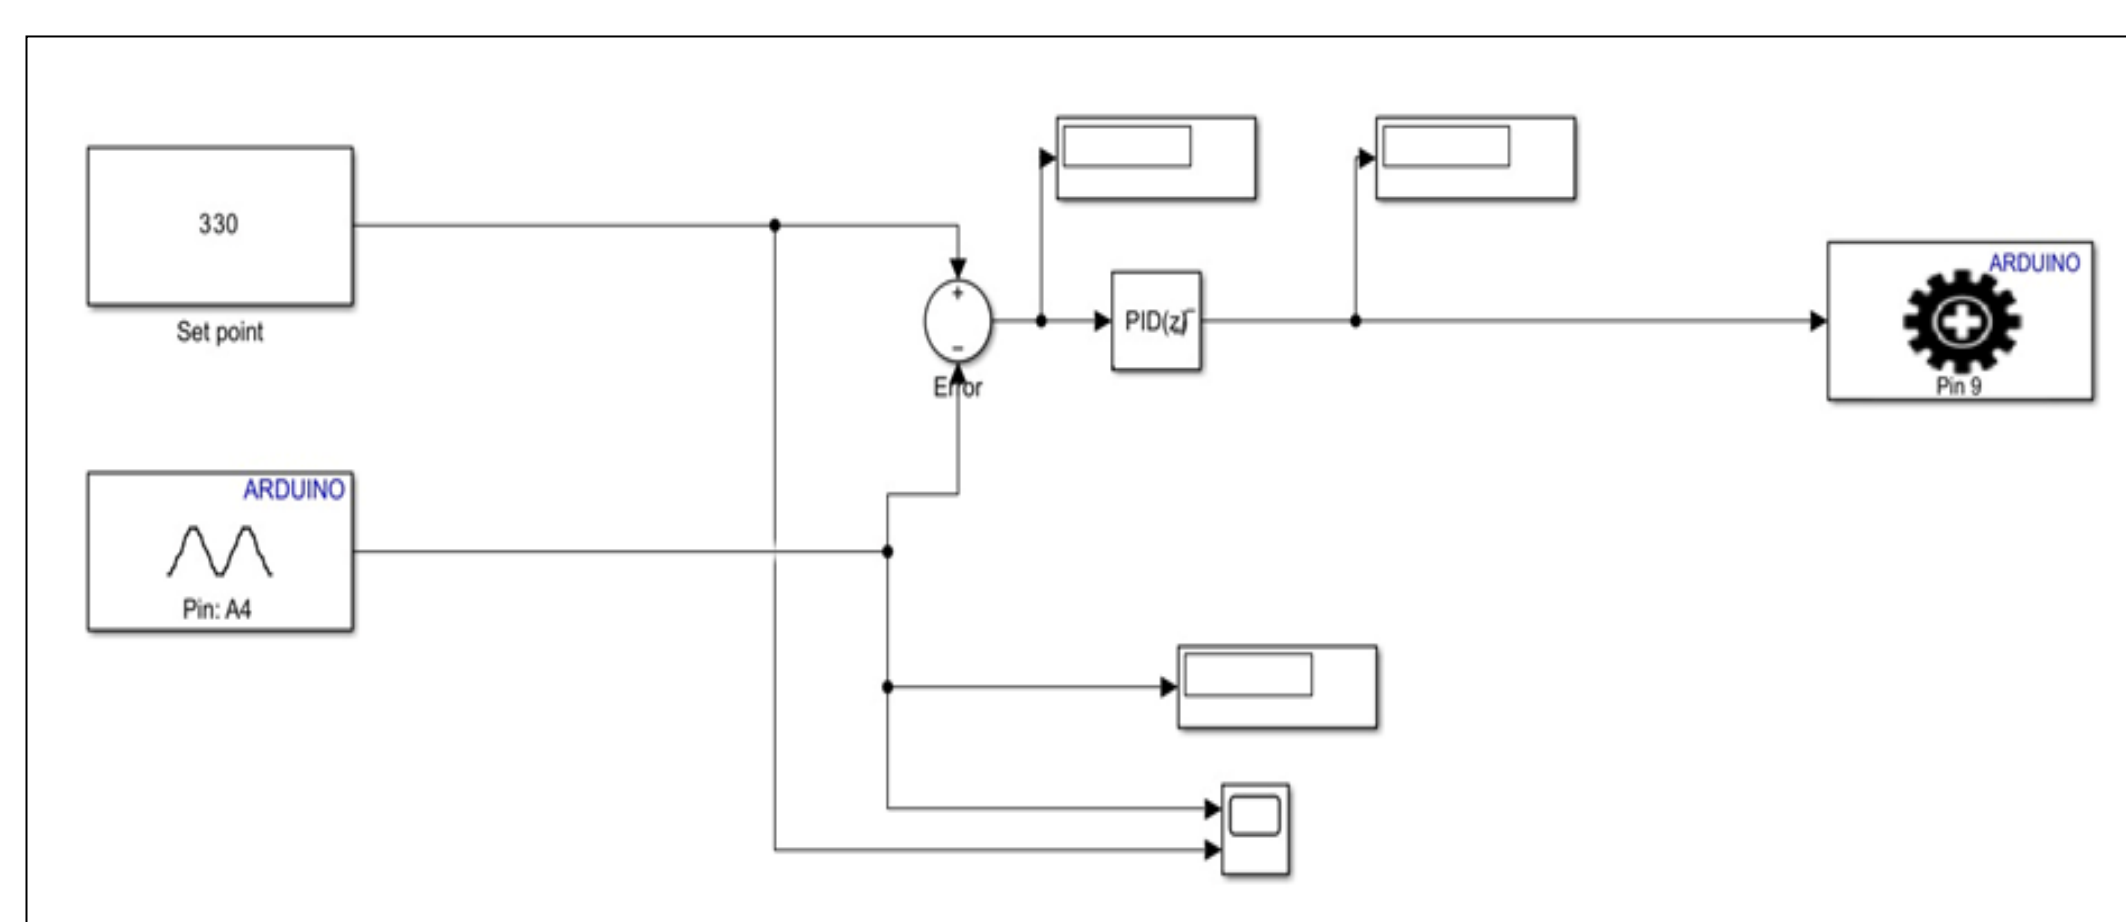 330
Set point
+
−
Error
PID(z)
ARDUINO
Pin 9
ARDUINO
Pin: A4